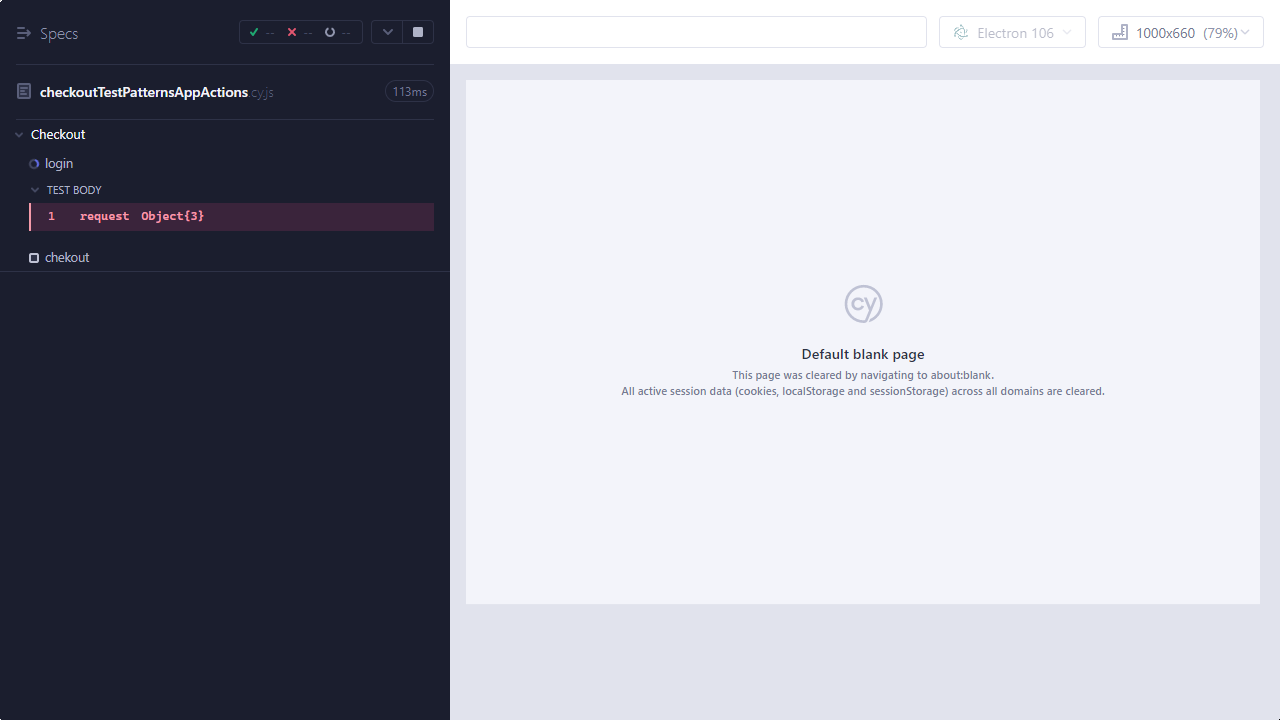 Specs
--
--
--
Electron 106
1000x660 (79%)
checkoutTestPatternsAppActions.cy.js
113ms
Checkout
login
TEST BODY
1 request Object{3}
chekout
cy
Default blank page
This page was cleared by navigating to about:blank.
All active session data (cookies, localStorage and sessionStorage) across all domains are cleared.